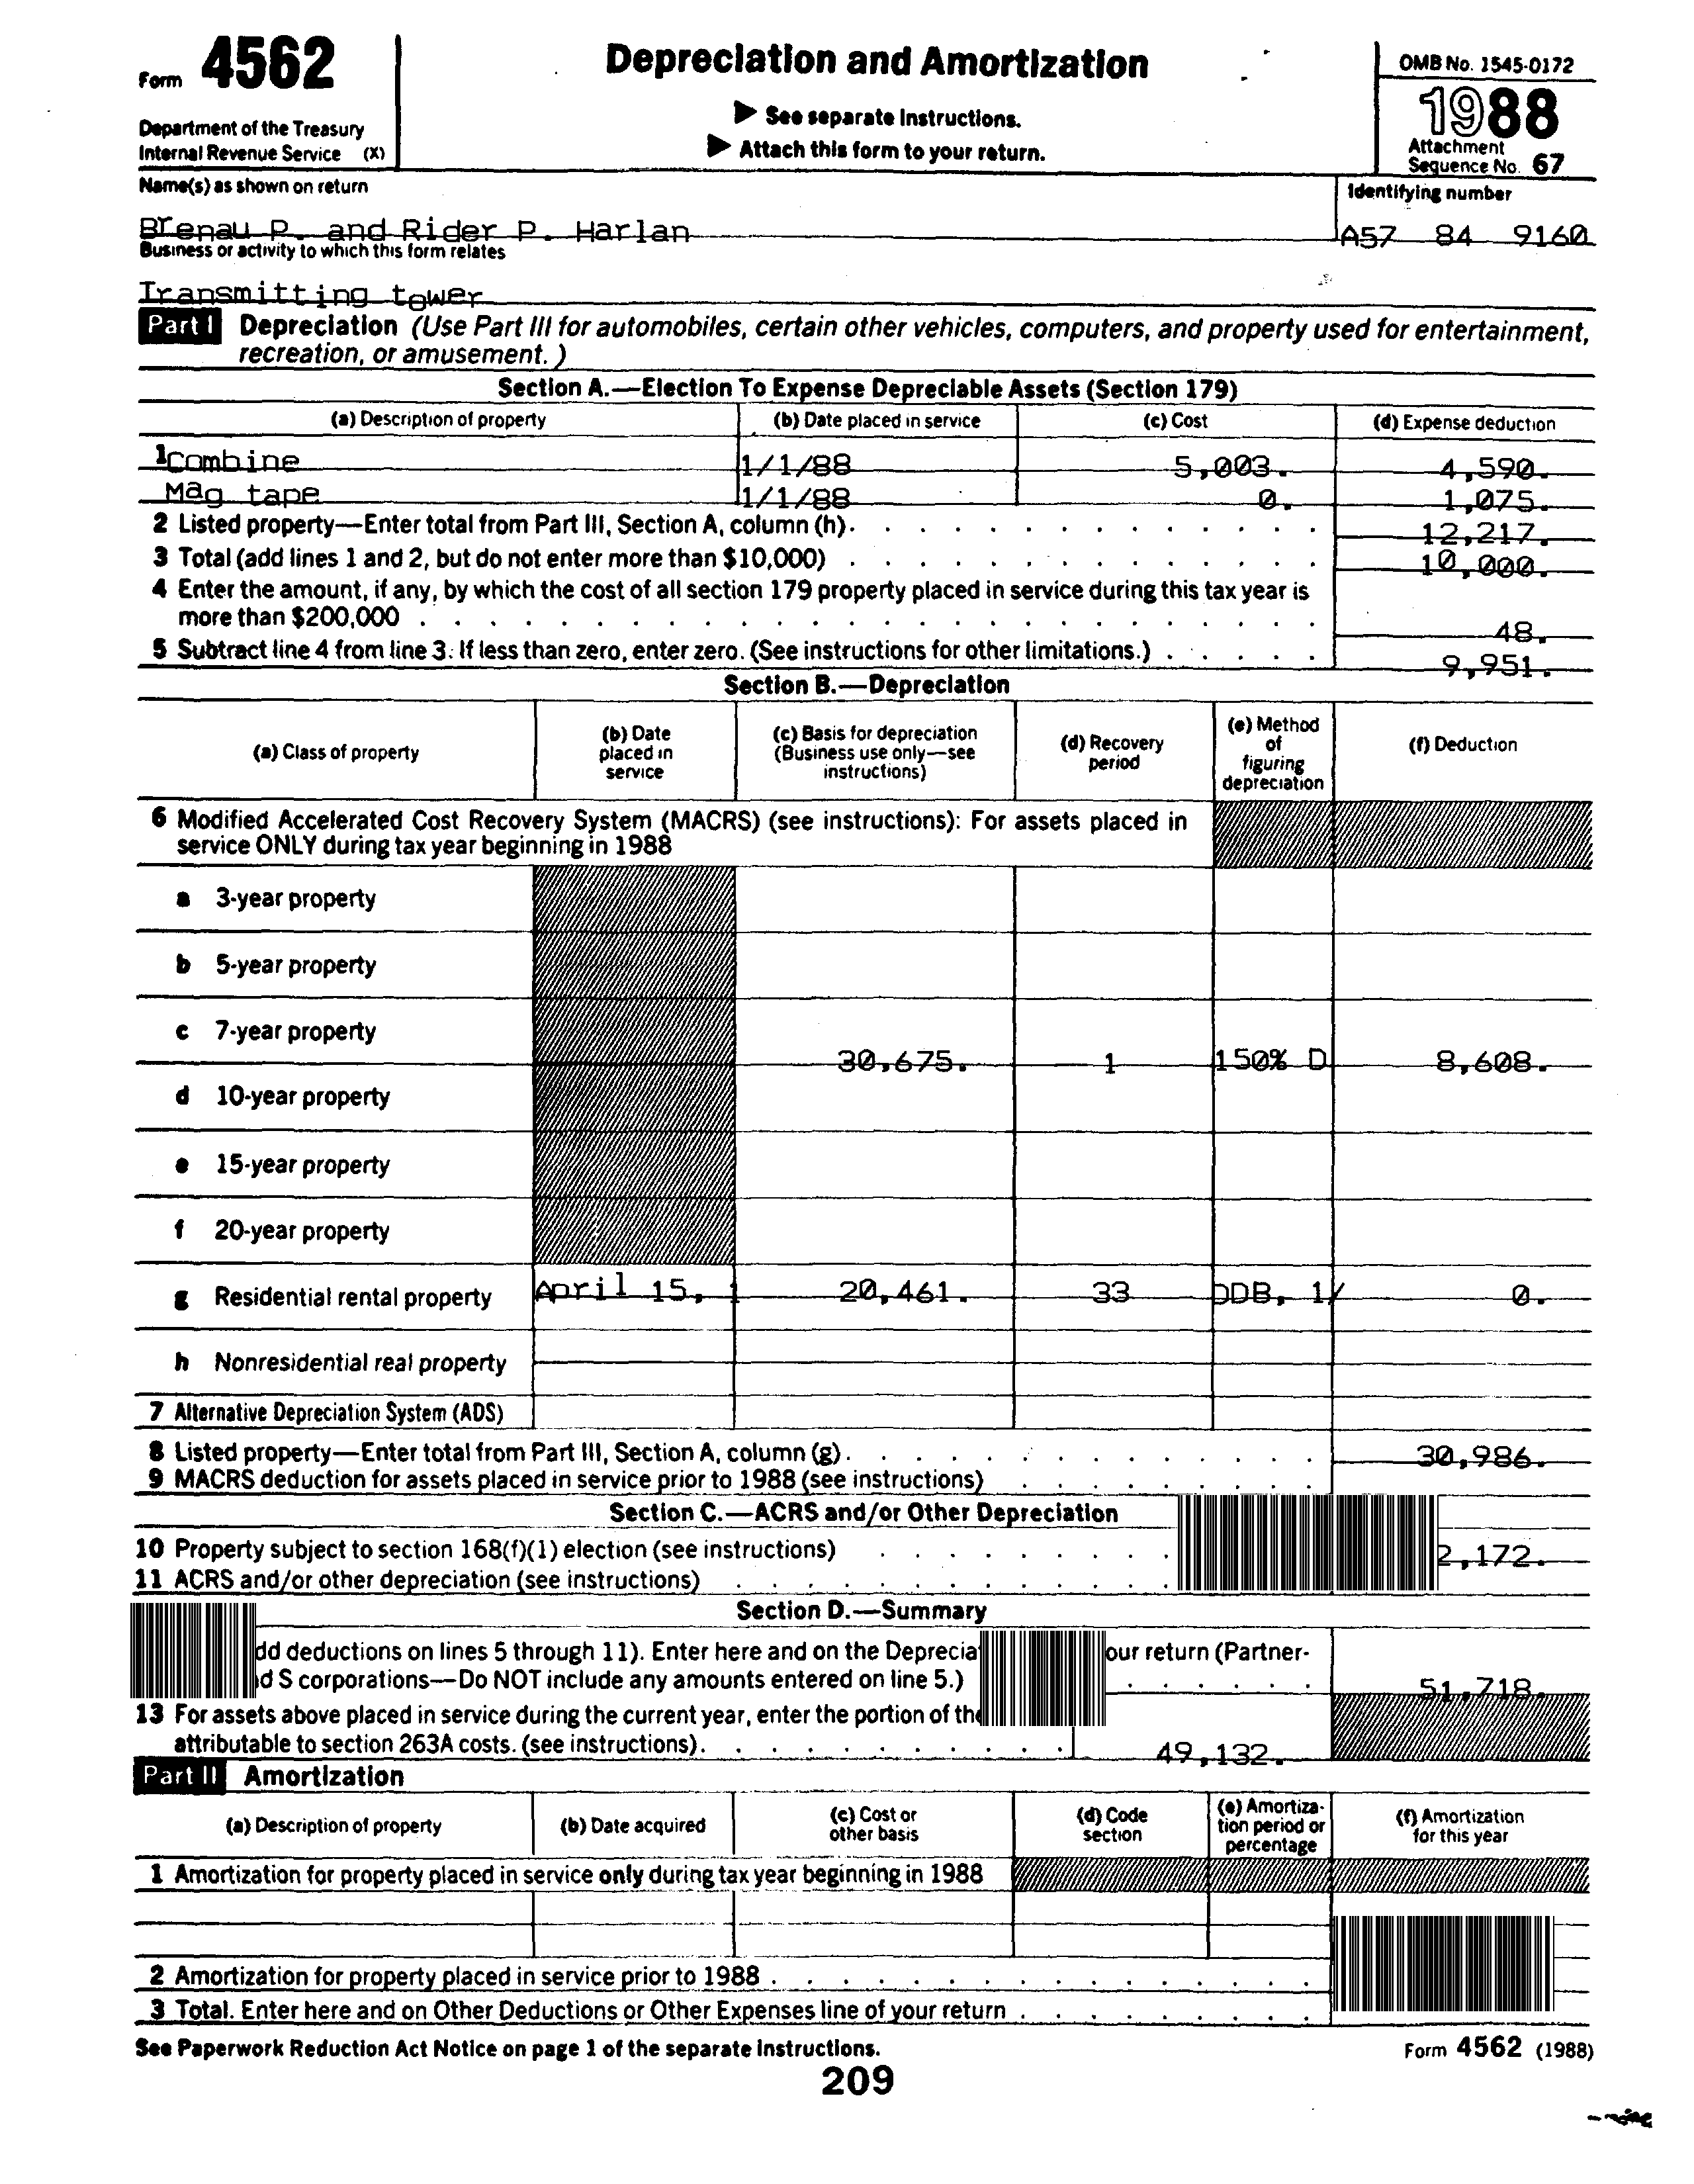 Form 4562
Department of the Treasury
Internal Revenue Service (X)
Depreciation and Amortization
▶ See separate Instructions.
▶ Attach this form to your return.
OMB No. 1545-0172
1988
Attachment
Sequence No. 67
Name(s) as shown on return
Identifying number
Brenau P. and Rider P. Harlan
A57 84 9160
Business or activity to which this form relates
Transmitting tower
Part I Depreciation (Use Part III for automobiles, certain other vehicles, computers, and property used for entertainment,
recreation, or amusement.)
Section A.—Election To Expense Depreciable Assets (Section 179)
(a) Description of property (b) Date placed in service (c) Cost (d) Expense deduction
1 Combine 1/1/88 5,003. 4,590.
Mag tape 1/1/88 0. 1,075.
2 Listed property—Enter total from Part III, Section A, column (h). 12,217.
3 Total (add lines 1 and 2, but do not enter more than $10,000) 10,000.
4 Enter the amount, if any, by which the cost of all section 179 property placed in service during this tax year is
more than $200,000 48.
5 Subtract line 4 from line 3. If less than zero, enter zero. (See instructions for other limitations.) 9,951.
Section B.—Depreciation
(a) Class of property
(b) Date
placed in
service
(c) Basis for depreciation
(Business use only—see
instructions)
(d) Recovery
period
(e) Method
of
figuring
depreciation
(f) Deduction
6 Modified Accelerated Cost Recovery System (MACRS) (see instructions): For assets placed in
service ONLY during tax year beginning in 1988
a 3-year property
b 5-year property
c 7-year property
30,675. 1 150% D 8,608.
d 10-year property
e 15-year property
f 20-year property
g Residential rental property April 15, 1 20,461. 33 DDB, 1/ 0.
h Nonresidential real property
7 Alternative Depreciation System (ADS)
8 Listed property—Enter total from Part III, Section A, column (g). 30,986.
9 MACRS deduction for assets placed in service prior to 1988 (see instructions)
Section C.—ACRS and/or Other Depreciation
10 Property subject to section 168(f)(1) election (see instructions) 2,172.
11 ACRS and/or other depreciation (see instructions)
Section D.—Summary
dd deductions on lines 5 through 11). Enter here and on the Deprecia our return (Partner-
d S corporations—Do NOT include any amounts entered on line 5.) 51,718.
13 For assets above placed in service during the current year, enter the portion of the
attributable to section 263A costs. (see instructions). 49,132.
Part II Amortization
(a) Description of property
(b) Date acquired
(c) Cost or
other basis
(d) Code
section
(e) Amortiza-
tion period or
percentage
(f) Amortization
for this year
1 Amortization for property placed in service only during tax year beginning in 1988
2 Amortization for property placed in service prior to 1988
3 Total. Enter here and on Other Deductions or Other Expenses line of your return
See Paperwork Reduction Act Notice on page 1 of the separate Instructions.
Form 4562 (1988)
209